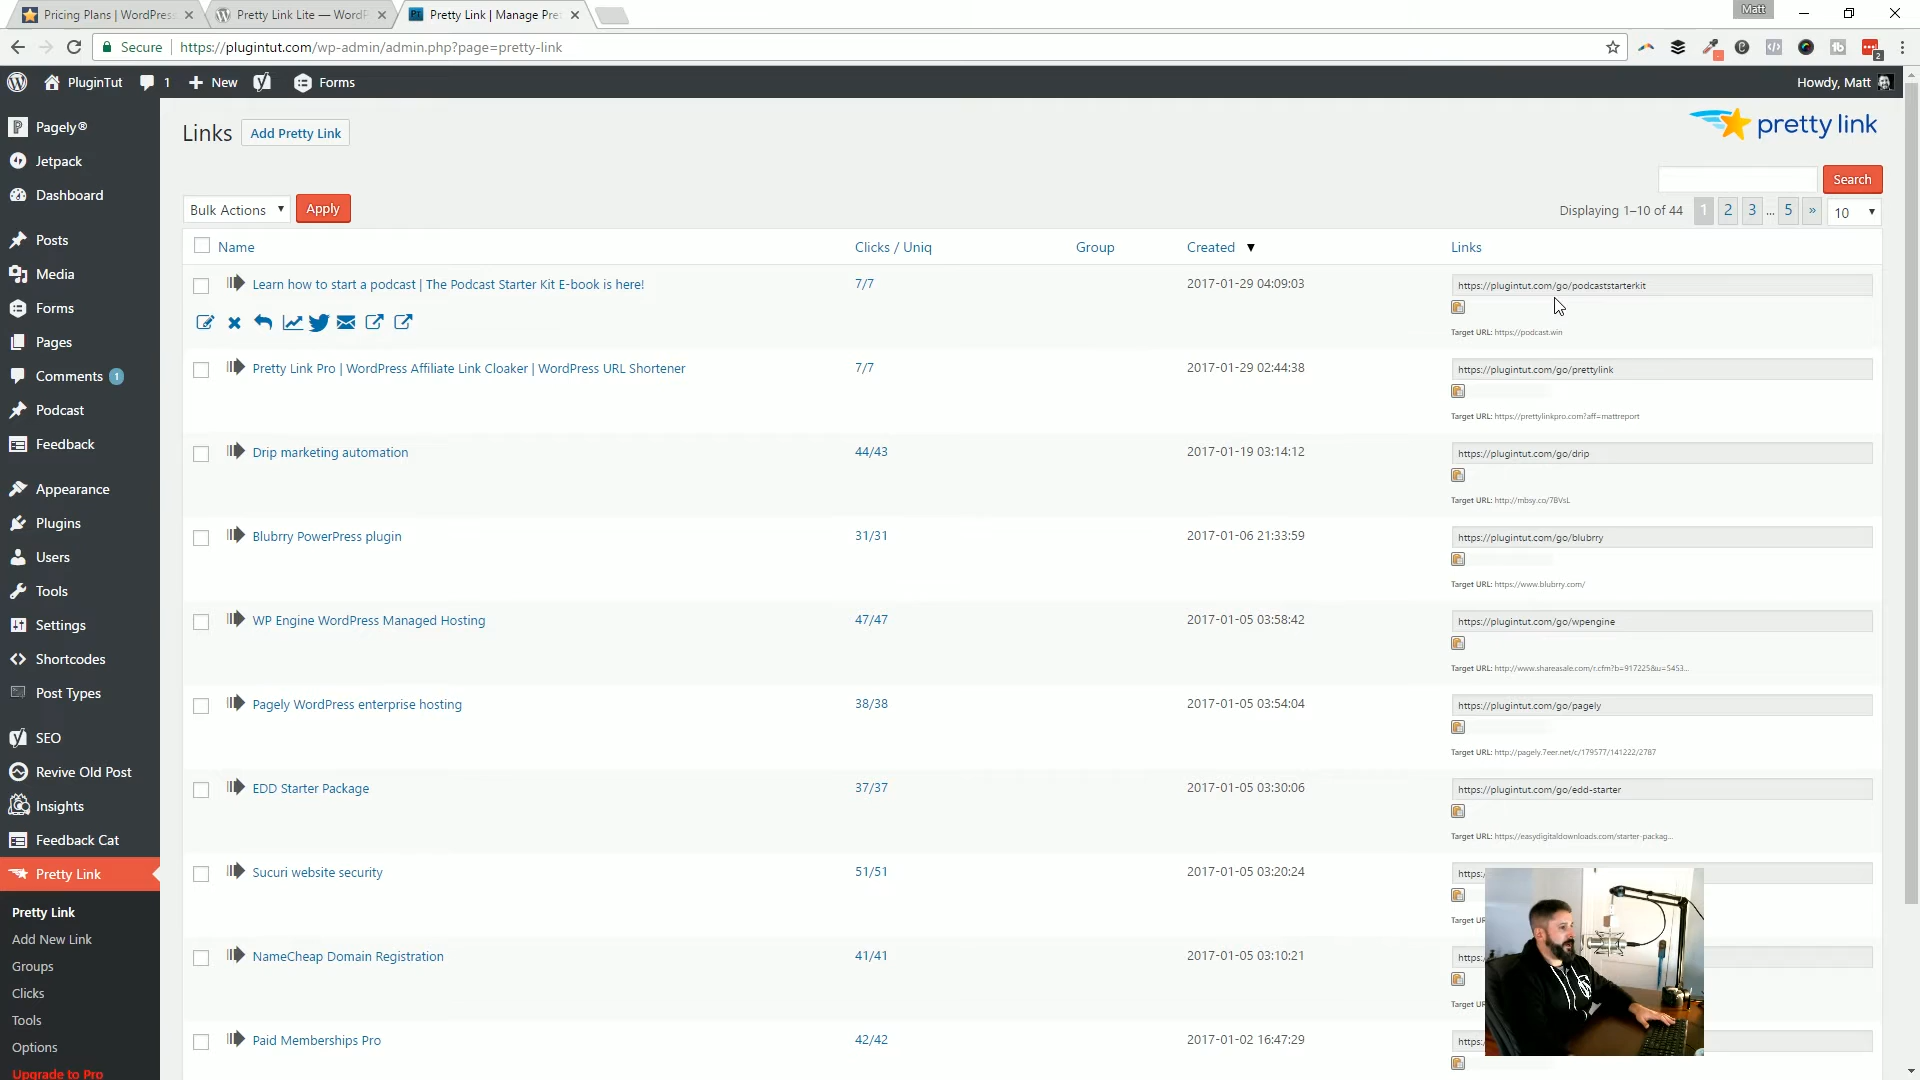 Pricing Plans | WordPress
Pretty Link Lite — WordP
Pretty Link | Manage Pre
Matt
Secure
https://plugintut.com/wp-admin/admin.php?page=pretty-link
2
PluginTut
1
New
Forms
Howdy, Matt
Pagely®
Jetpack
Dashboard
Posts
Media
Forms
Pages
Comments 1
Podcast
Feedback
Appearance
Plugins
Users
Tools
Settings
Shortcodes
Post Types
SEO
Revive Old Post
Insights
Feedback Cat
Pretty Link
Pretty Link
Add New Link
Groups
Clicks
Tools
Options
Upgrade to Pro
Links
Add Pretty Link
pretty link
Search
Bulk Actions
Apply
Displaying 1–10 of 44
1 2 3 ... 5 »
10
Name
Clicks / Uniq
Group
Created
Links
Learn how to start a podcast | The Podcast Starter Kit E-book is here!
7/7
2017-01-29 04:09:03
https://plugintut.com/go/podcaststarterkit
Target URL: https://podcast.win
Pretty Link Pro | WordPress Affiliate Link Cloaker | WordPress URL Shortener
7/7
2017-01-29 02:44:38
https://plugintut.com/go/prettylink
Target URL: https://prettylinkpro.com?aff=mattreport
Drip marketing automation
44/43
2017-01-19 03:14:12
https://plugintut.com/go/drip
Target URL: http://mbsy.co/7BVsL
Blubrry PowerPress plugin
31/31
2017-01-06 21:33:59
https://plugintut.com/go/blubrry
Target URL: https://www.blubrry.com/
WP Engine WordPress Managed Hosting
47/47
2017-01-05 03:58:42
https://plugintut.com/go/wpengine
Target URL: http://www.shareasale.com/r.cfm?b=917225&u=5453...
Pagely WordPress enterprise hosting
38/38
2017-01-05 03:54:04
https://plugintut.com/go/pagely
Target URL: http://pagely.7eer.net/c/179577/141222/2787
EDD Starter Package
37/37
2017-01-05 03:30:06
https://plugintut.com/go/edd-starter
Target URL: https://easydigitaldownloads.com/starter-packag...
Sucuri website security
51/51
2017-01-05 03:20:24
https:
Target UR
NameCheap Domain Registration
41/41
2017-01-05 03:10:21
https:
Target UR
Paid Memberships Pro
42/42
2017-01-02 16:47:29
https: